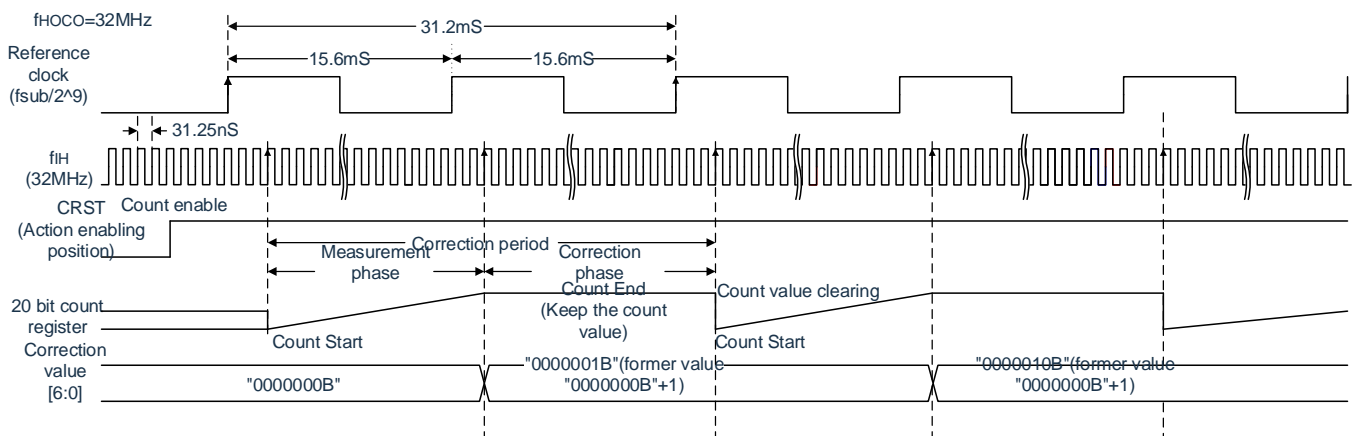 fHOCO=32MHz
31.2mS
Reference
clock
(fsub/2^9)
15.6mS
15.6mS
31.25nS
fIH
(32MHz)
CRST
Count enable
(Action enabling
position)
Correction period
Measurement
phase
Correction
phase
20 bit count
register
Count End
(Keep the count
value)
Count value clearing
Count Start
Count Start
Correction
value
[6:0]
"0000000B"
"0000001B"(former value
"0000000B"+1)
"0000010B"(former value
"0000000B"+1)